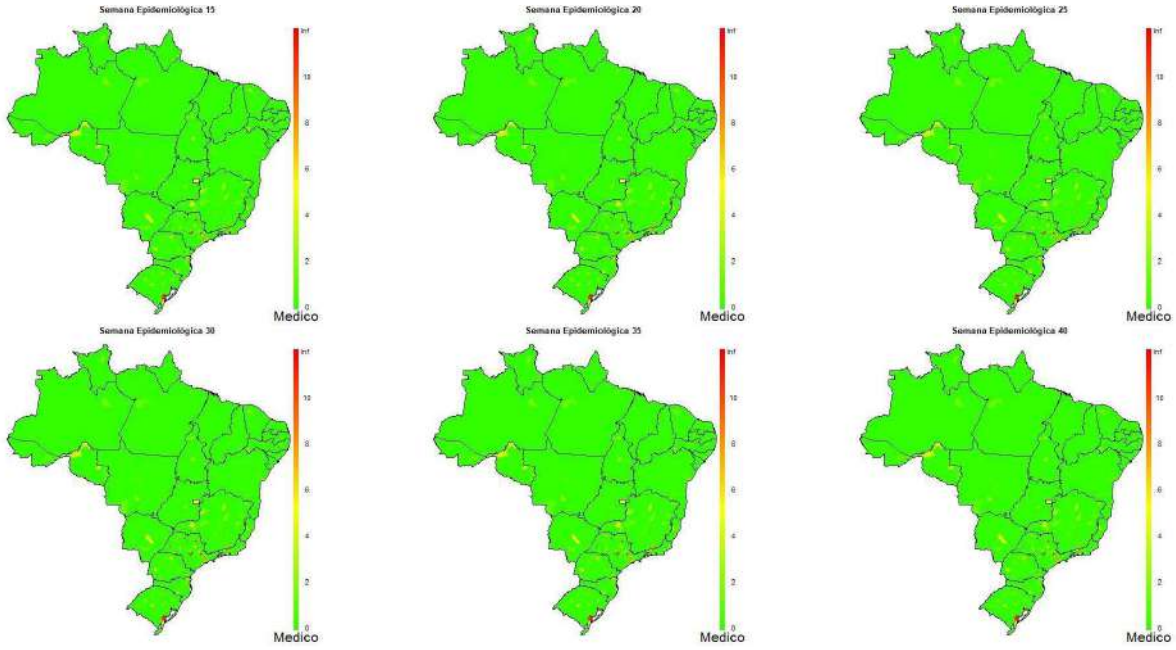 Semana Epidemiológica 15
Inf
10
8
6
4
2
0
Medico
Semana Epidemiológica 20
Inf
10
8
6
4
2
0
Medico
Semana Epidemiológica 25
Inf
10
8
6
4
2
0
Medico
Semana Epidemiológica 30
Inf
10
8
6
4
2
0
Medico
Semana Epidemiológica 35
Inf
10
8
6
4
2
0
Medico
Semana Epidemiológica 40
Inf
10
8
6
4
2
0
Medico